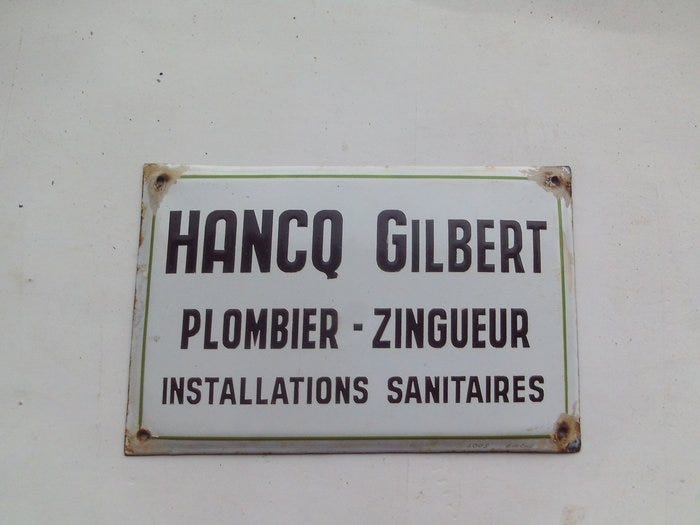 HANCQ GILBERT
PLOMBIER - ZINGUEUR
INSTALLATIONS SANITAIRES